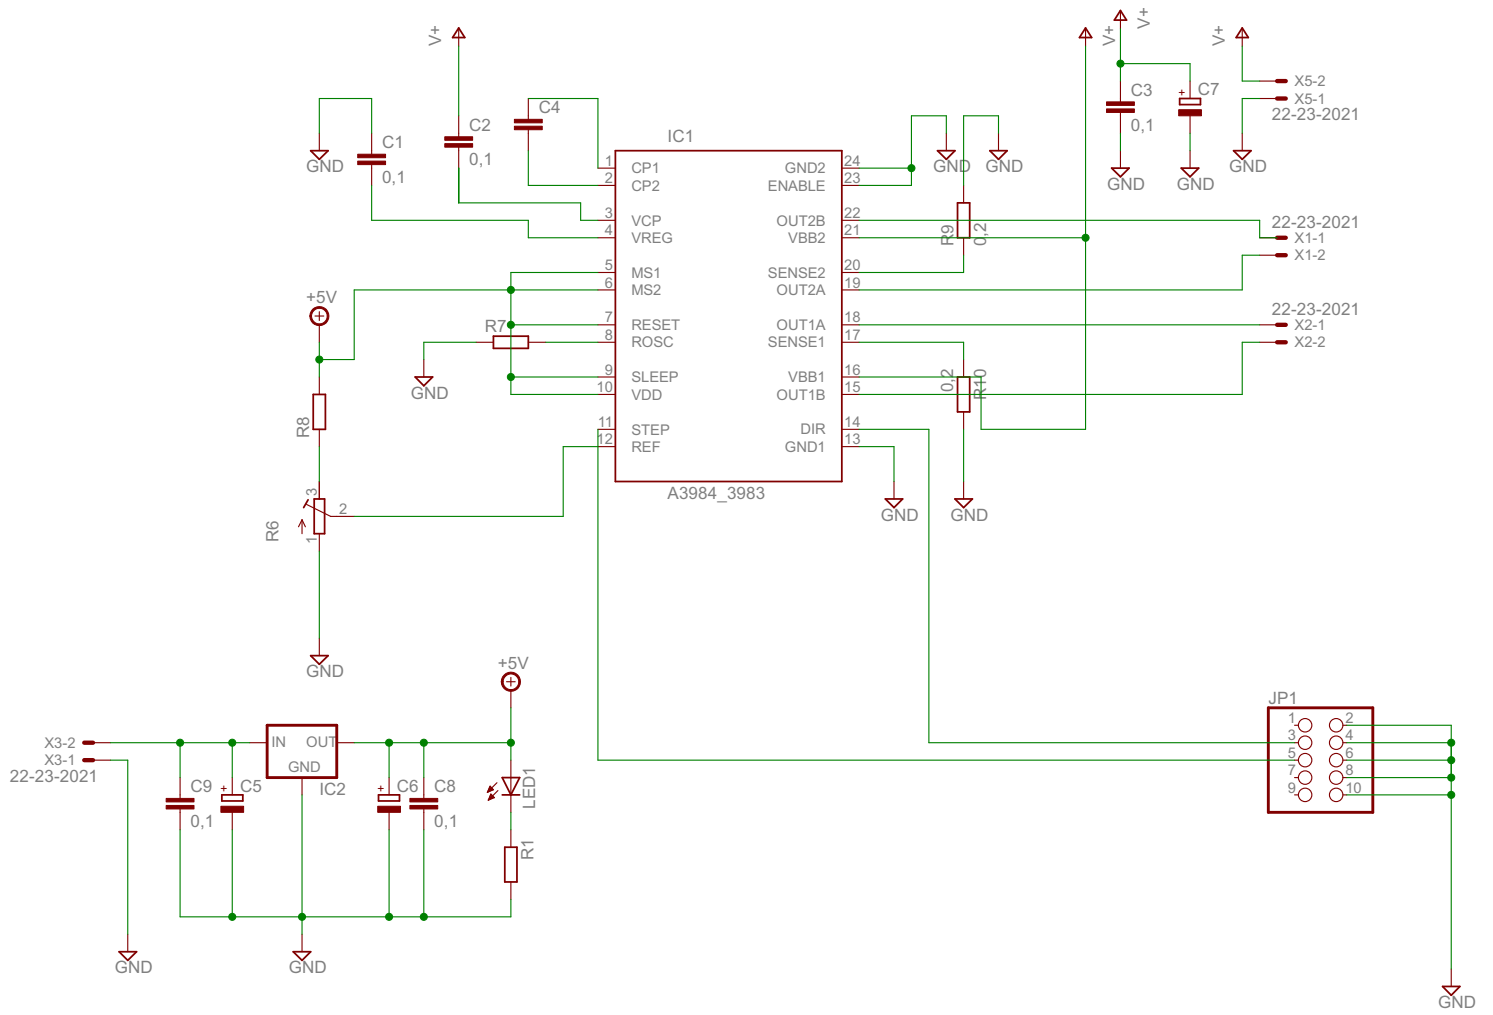 V+
V+
V+
V+
C4
C1
0,1
C2
0,1
GND
IC1
C3
0,1
+
C7
X5-2
X5-1
22-23-2021
GND
GND
GND
GND
GND
1 CP1
2 CP2
3 VCP
4 VREG
5 MS1
6 MS2
7 RESET
8 ROSC
9 SLEEP
10 VDD
11 STEP
12 REF
GND2 24
ENABLE 23
OUT2B 22
VBB2 21
SENSE2 20
OUT2A 19
OUT1A 18
SENSE1 17
VBB1 16
OUT1B 15
DIR 14
GND1 13
A3984_3983
R9
0,2
22-23-2021
X1-1
X1-2
22-23-2021
X2-1
X2-2
+5V
R7
GND
0,2
R10
R8
3
2
1
R6
GND
GND
GND
+5V
X3-2
X3-1
22-23-2021
IN
OUT
GND
IC2
C9
0,1
+
C5
+
C6
C8
0,1
LED1
R1
GND
GND
JP1
1 2
3 4
5 6
7 8
9 10
GND